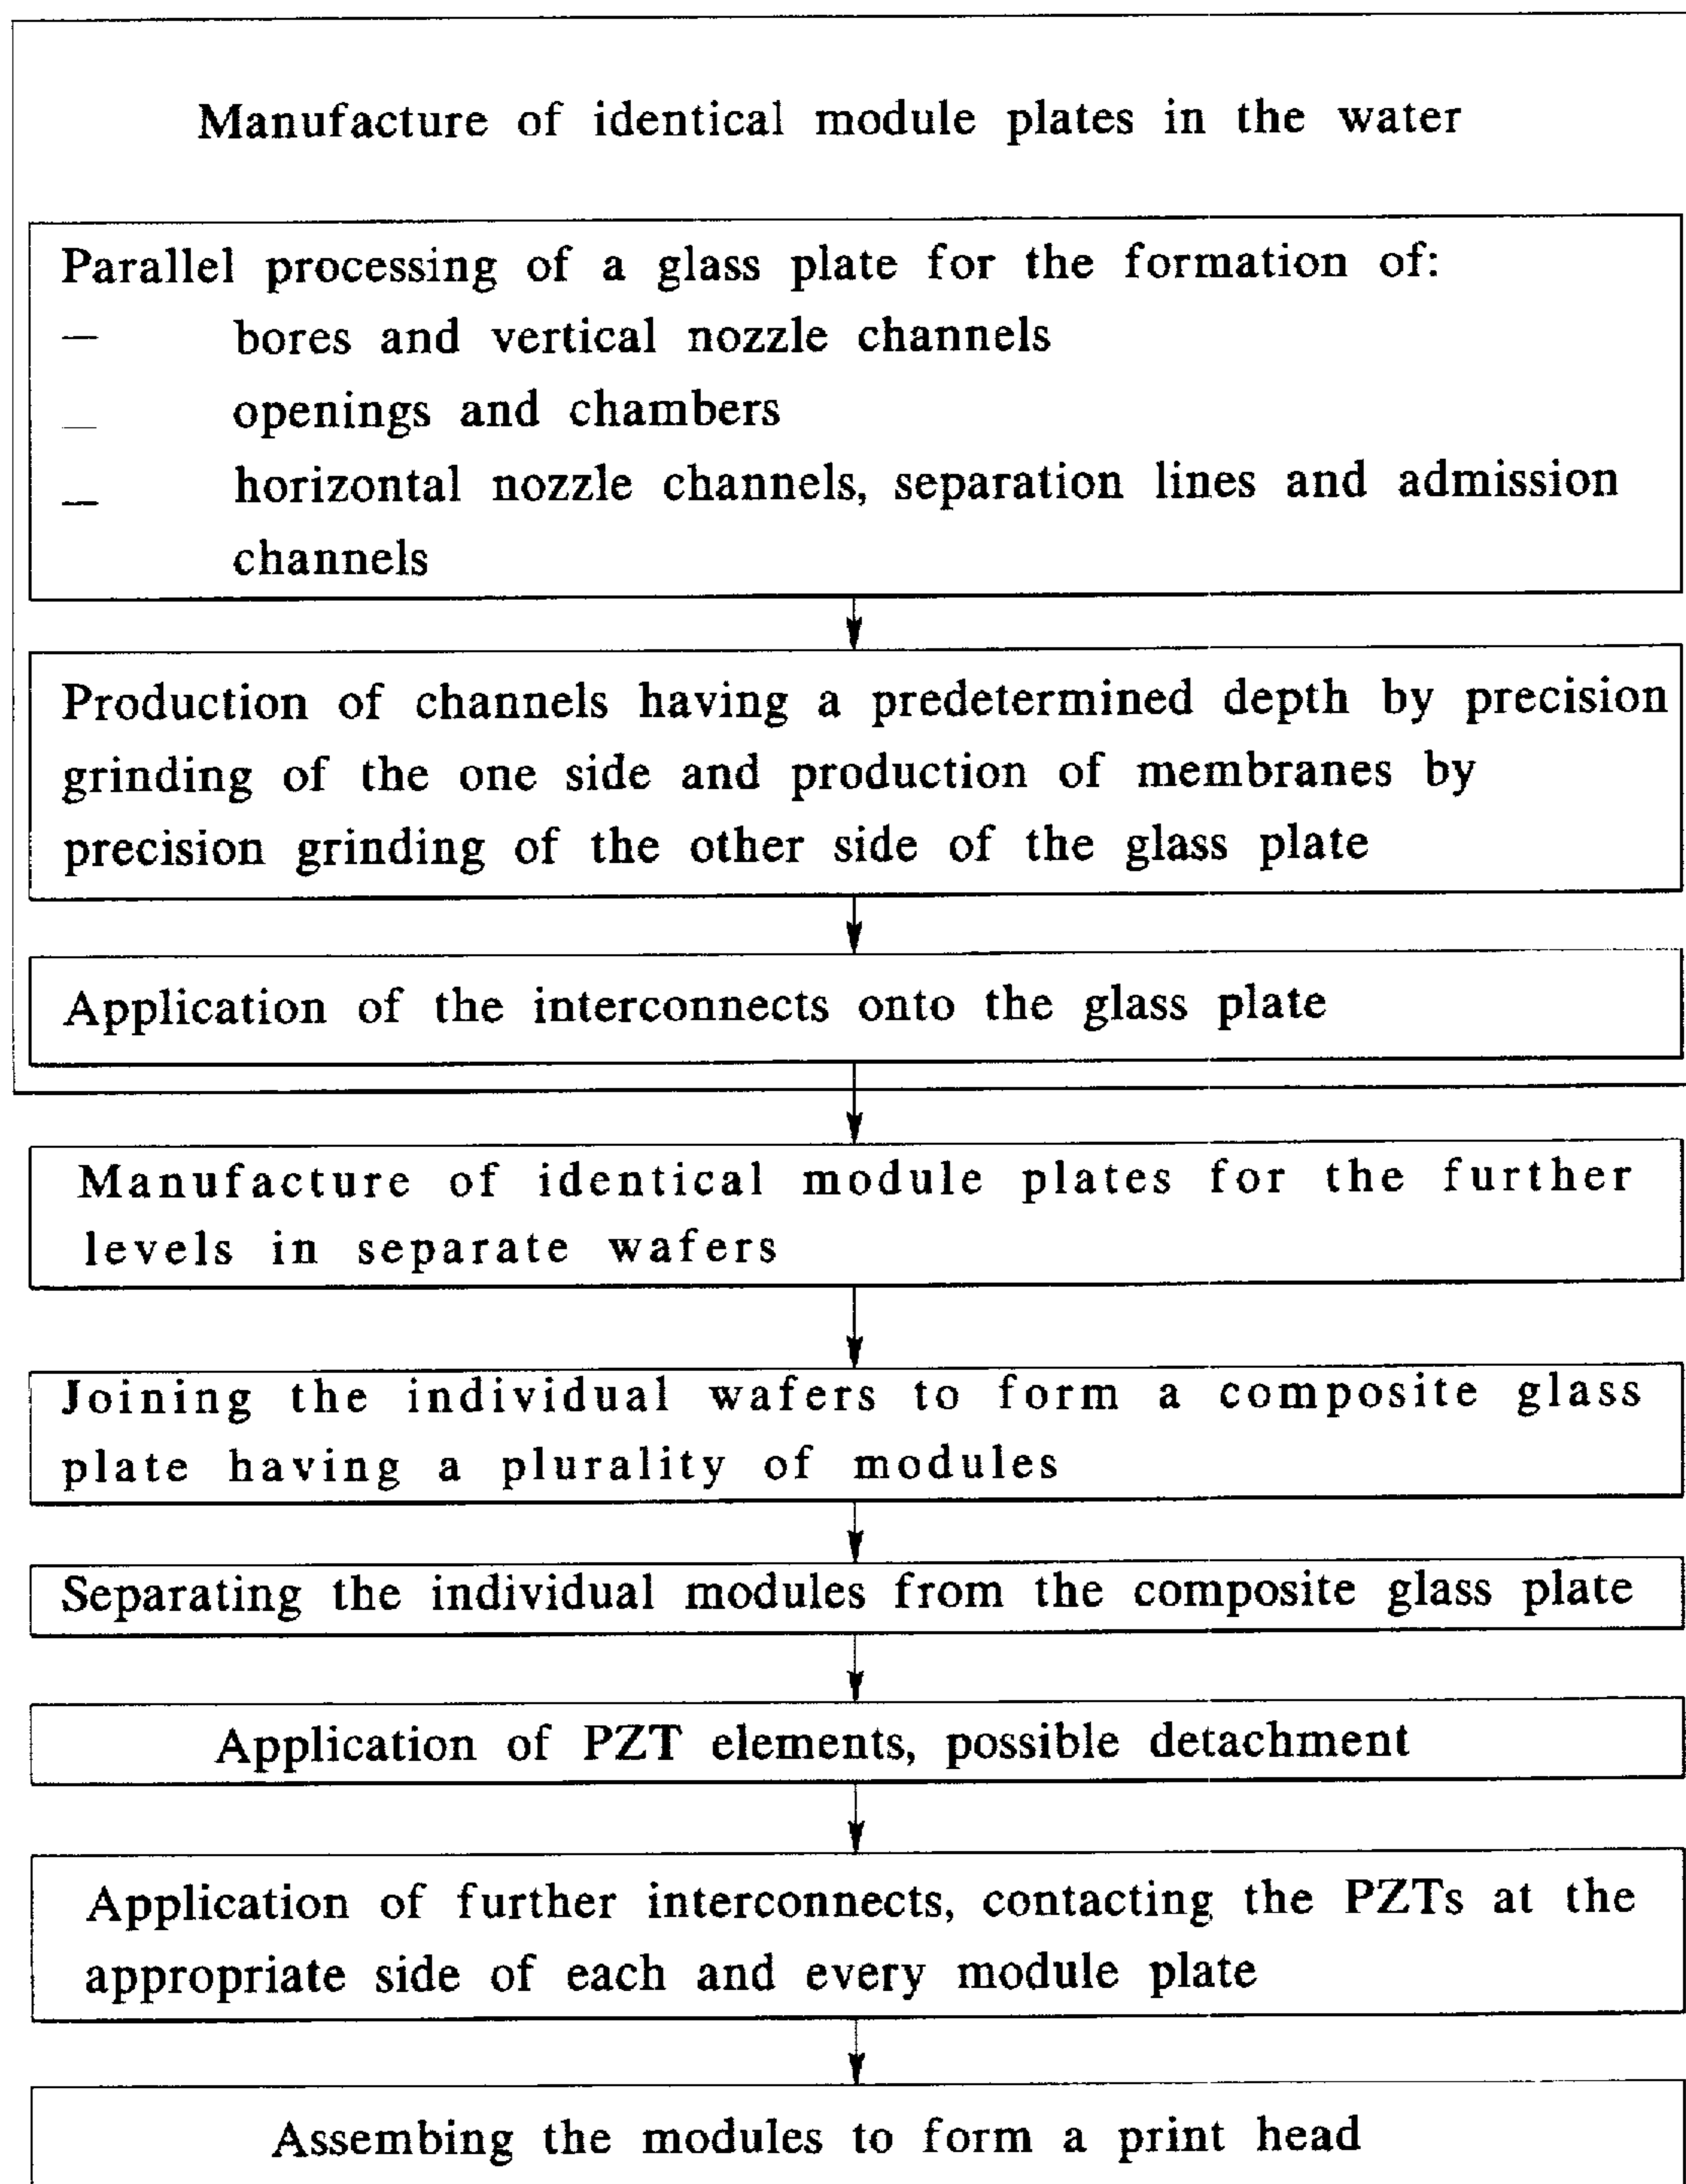 Manufacture of identical module plates in the water
Parallel processing of a glass plate for the formation of:
— bores and vertical nozzle channels
— openings and chambers
— horizontal nozzle channels, separation lines and admission
channels
Production of channels having a predetermined depth by precision
grinding of the one side and production of membranes by
precision grinding of the other side of the glass plate
Application of the interconnects onto the glass plate
Manufacture of identical module plates for the further
levels in separate wafers
Joining the individual wafers to form a composite glass
plate having a plurality of modules
Separating the individual modules from the composite glass plate
Application of PZT elements, possible detachment
Application of further interconnects, contacting the PZTs at the
appropriate side of each and every module plate
Assembing the modules to form a print head